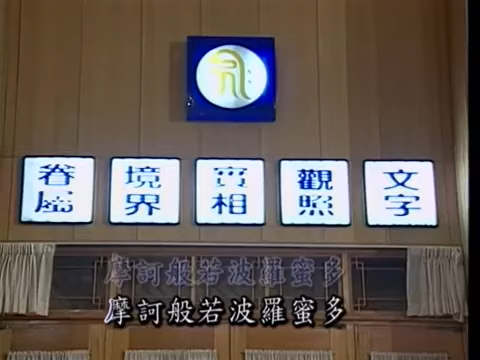 文字
觀照
實相
境界
眷屬
摩訶般若波羅蜜多
摩訶般若波羅蜜多